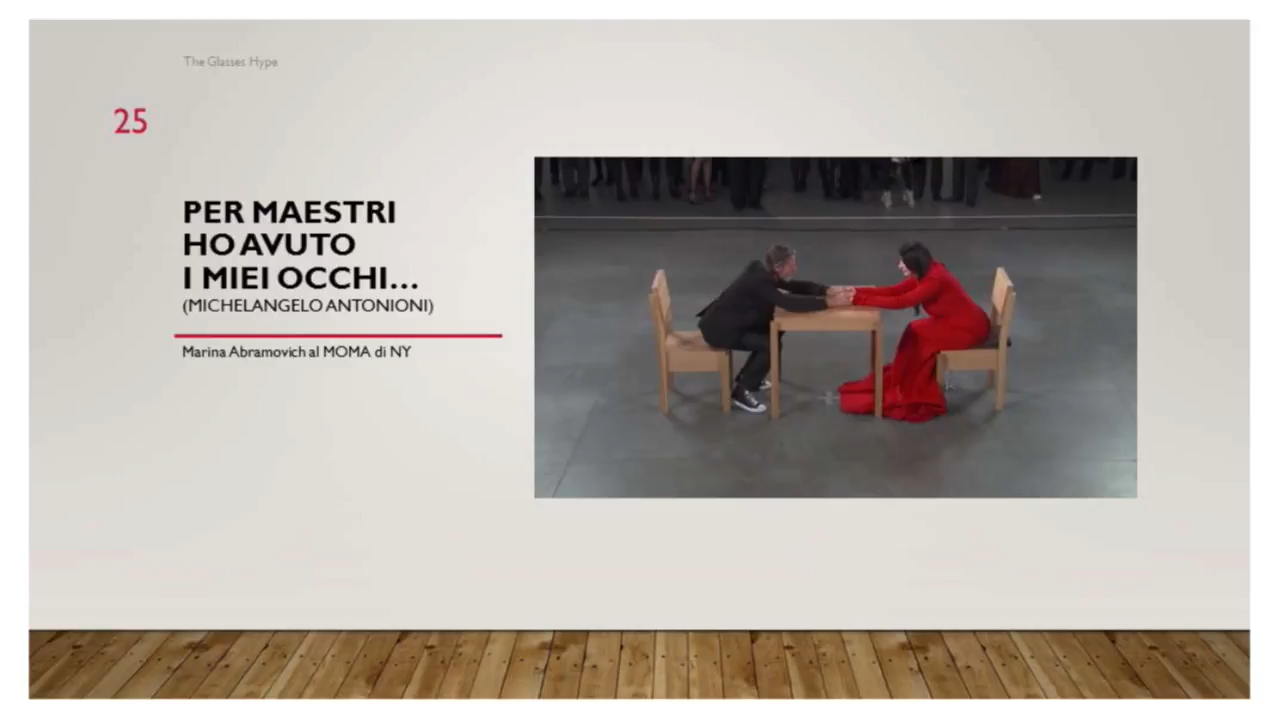 The Glasses Hype
25
PER MAESTRI
HO AVUTO
I MIEI OCCHI...
(MICHELANGELO ANTONIONI)
Marina Abramovich al MOMA di NY